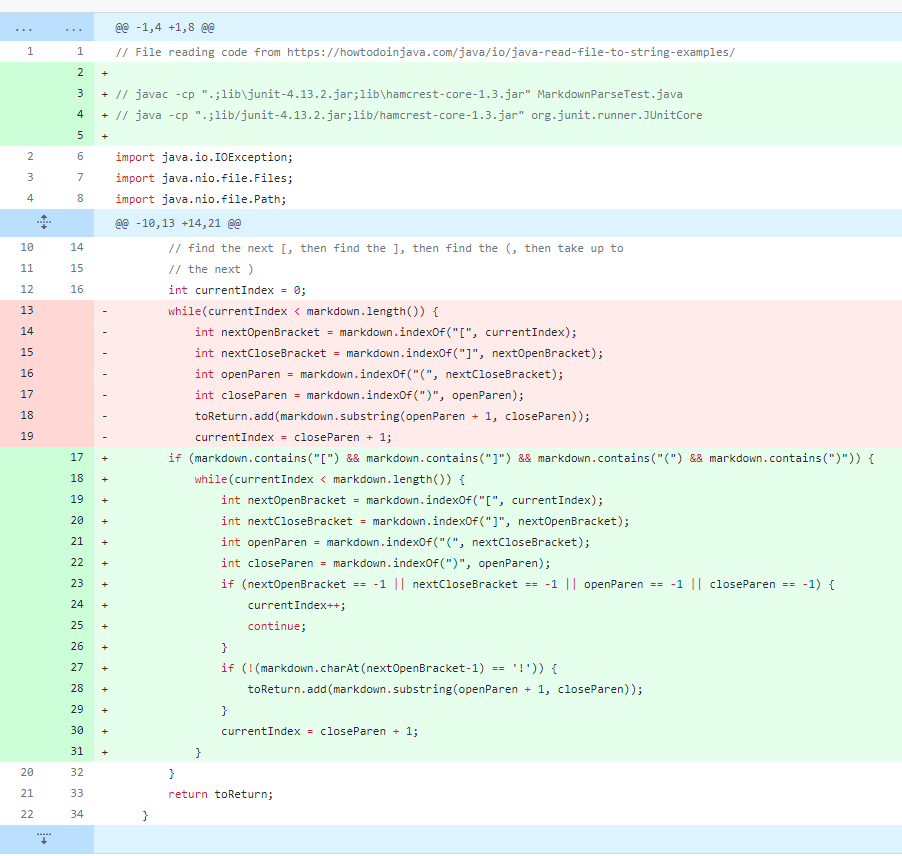 ... ... @@ -1,4 +1,8 @@
1 1 // File reading code from https://howtodoinjava.com/java/io/java-read-file-to-string-examples/
2 +
3 + // javac -cp ".;lib\junit-4.13.2.jar;lib\hamcrest-core-1.3.jar" MarkdownParseTest.java
4 + // java -cp ".;lib/junit-4.13.2.jar;lib/hamcrest-core-1.3.jar" org.junit.runner.JUnitCore
5 +
2 6 import java.io.IOException;
3 7 import java.nio.file.Files;
4 8 import java.nio.file.Path;
@@ -10,13 +14,21 @@
10 14 // find the next [, then find the ], then find the (, then take up to
11 15 // the next )
12 16 int currentIndex = 0;
13 - while(currentIndex < markdown.length()) {
14 - int nextOpenBracket = markdown.indexOf("[", currentIndex);
15 - int nextCloseBracket = markdown.indexOf("]", nextOpenBracket);
16 - int openParen = markdown.indexOf("(", nextCloseBracket);
17 - int closeParen = markdown.indexOf(")", openParen);
18 - toReturn.add(markdown.substring(openParen + 1, closeParen));
19 - currentIndex = closeParen + 1;
17 + if (markdown.contains("[") && markdown.contains("]") && markdown.contains("(") && markdown.contains(")")) {
18 + while(currentIndex < markdown.length()) {
19 + int nextOpenBracket = markdown.indexOf("[", currentIndex);
20 + int nextCloseBracket = markdown.indexOf("]", nextOpenBracket);
21 + int openParen = markdown.indexOf("(", nextCloseBracket);
22 + int closeParen = markdown.indexOf(")", openParen);
23 + if (nextOpenBracket == -1 || nextCloseBracket == -1 || openParen == -1 || closeParen == -1) {
24 + currentIndex++;
25 + continue;
26 + }
27 + if (!(markdown.charAt(nextOpenBracket-1) == '!')) {
28 + toReturn.add(markdown.substring(openParen + 1, closeParen));
29 + }
30 + currentIndex = closeParen + 1;
31 + }
20 32 }
21 33 return toReturn;
22 34 }